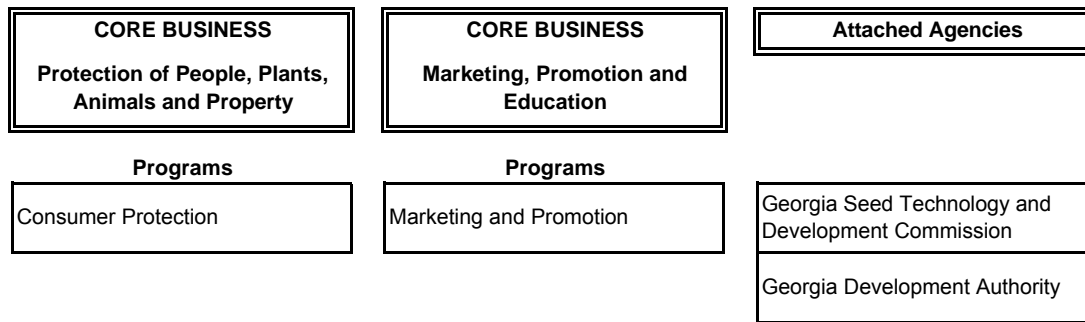 CORE BUSINESS
Protection of People, Plants,
Animals and Property
Programs
Consumer Protection
CORE BUSINESS
Marketing, Promotion and
Education
Programs
Marketing and Promotion
Attached Agencies
Georgia Seed Technology and
Development Commission
Georgia Development Authority